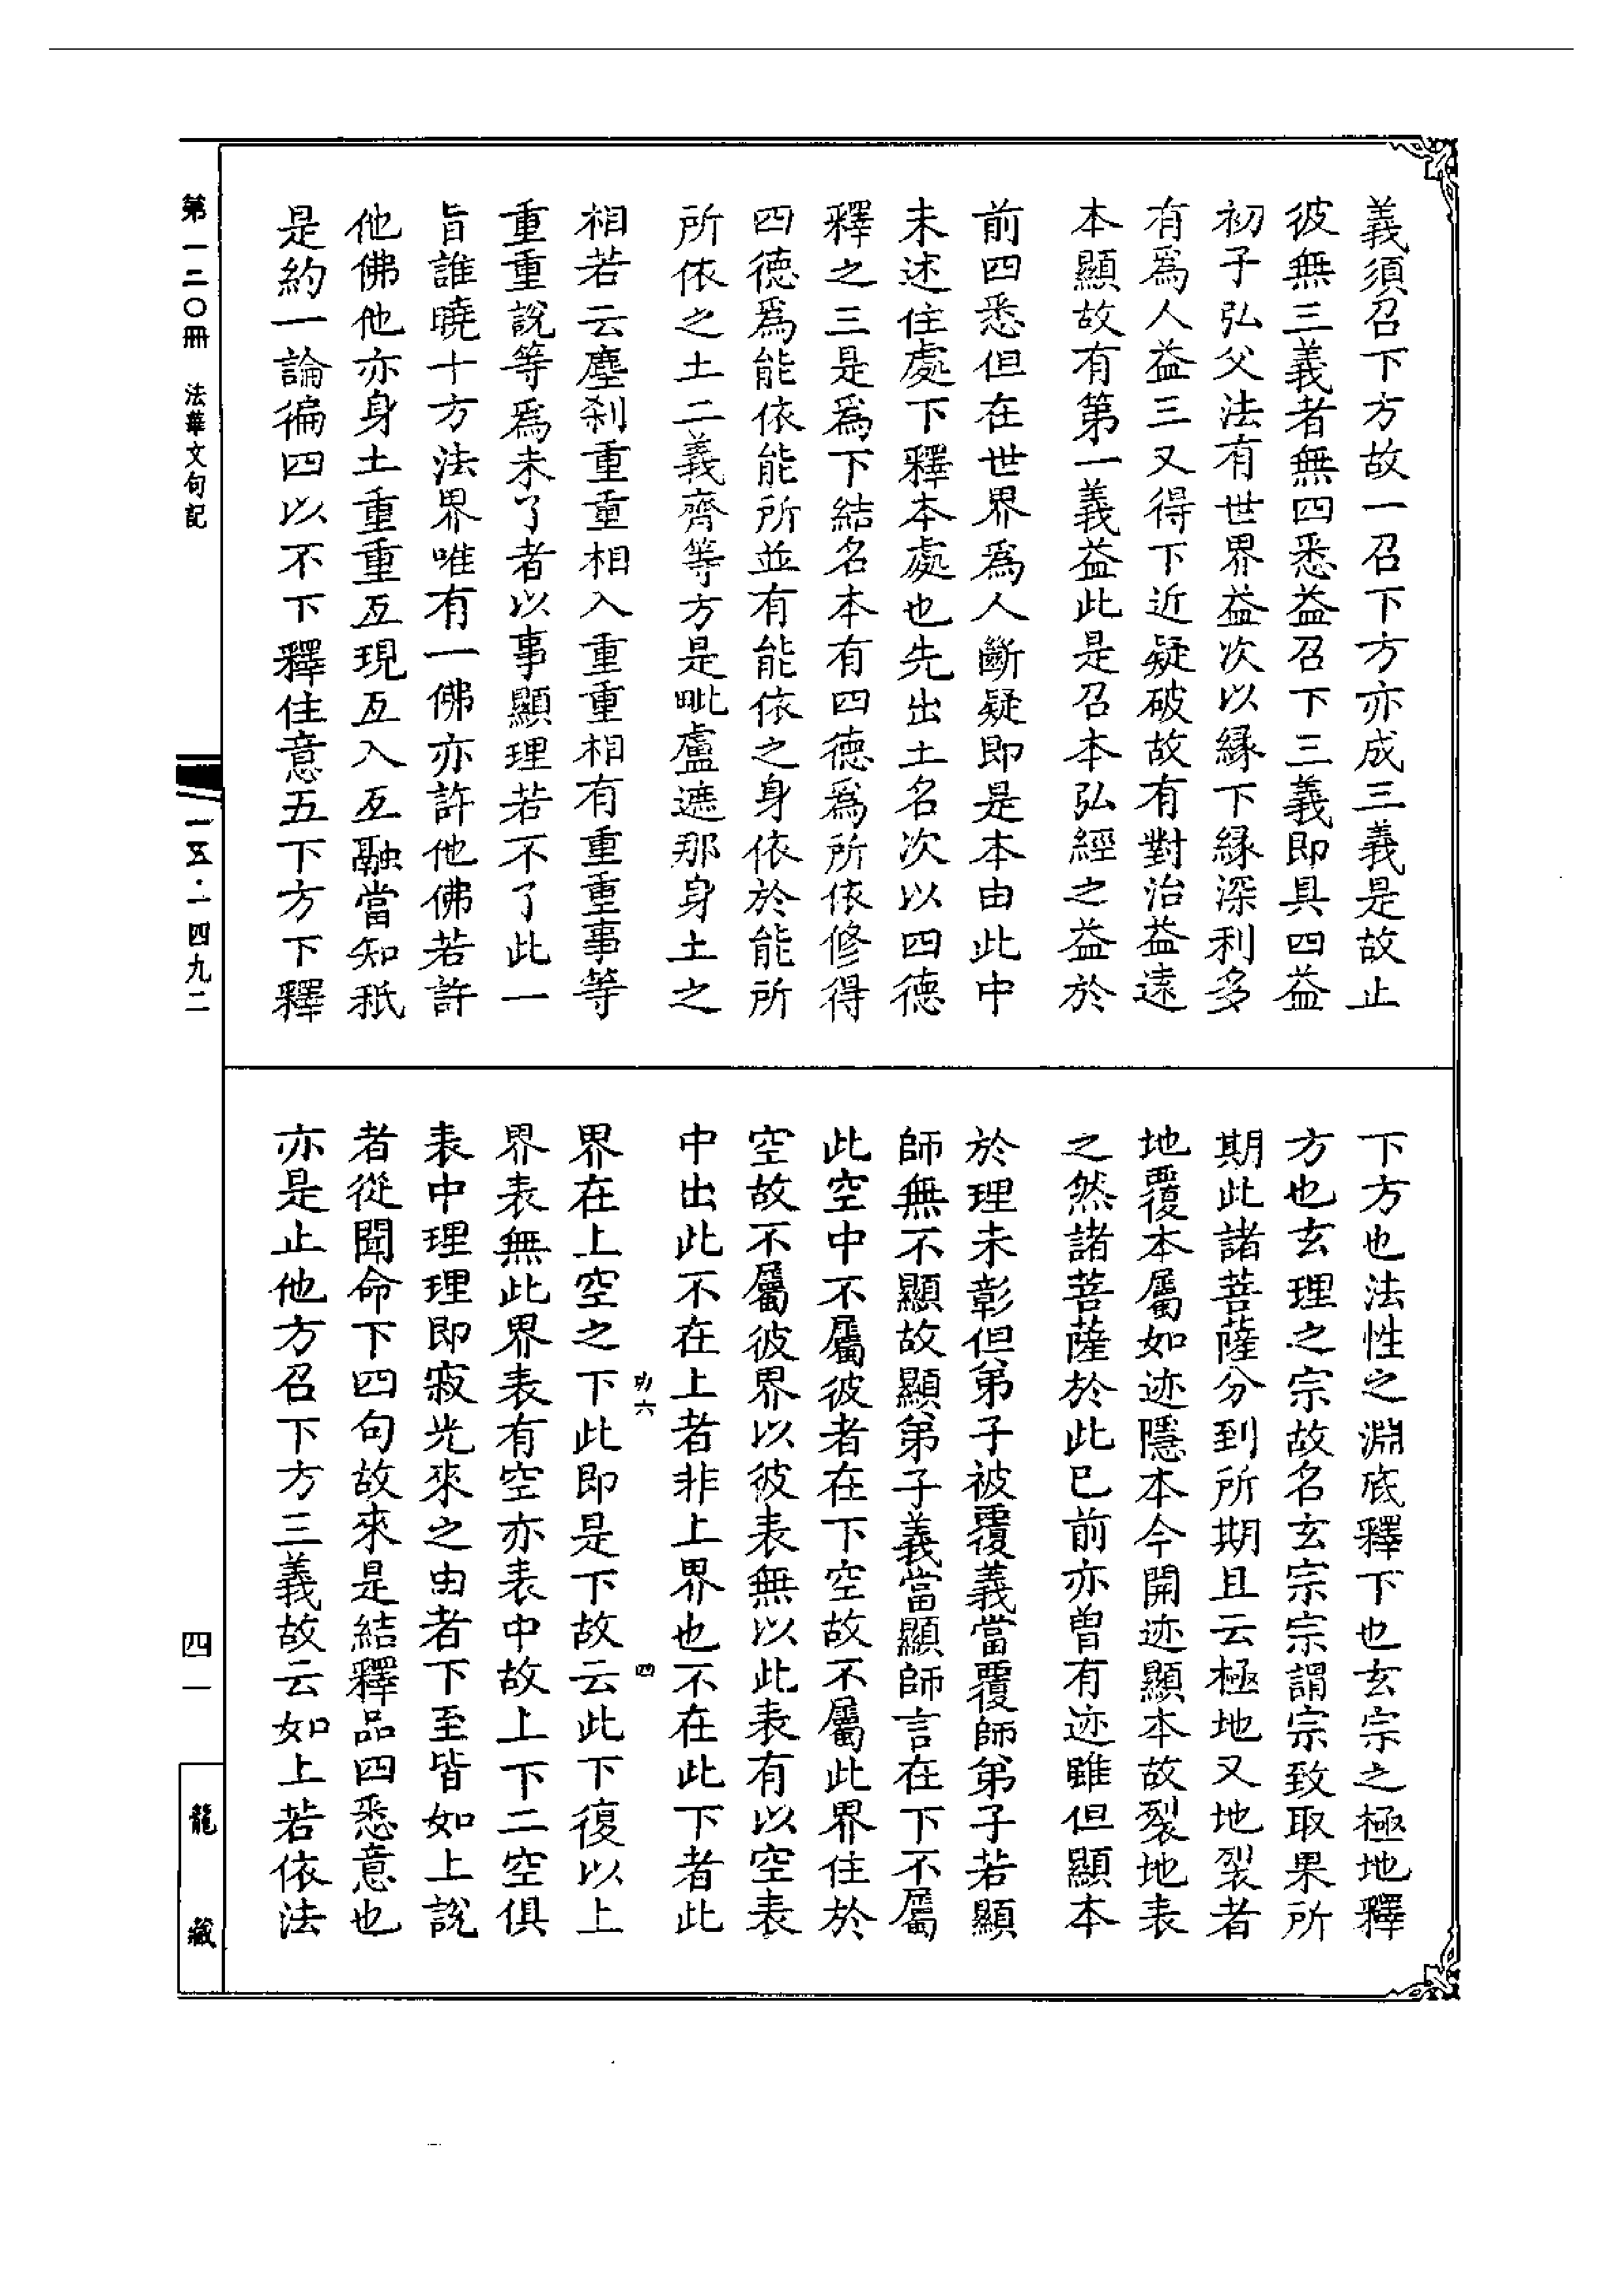 義須召下方故一召下方亦成三義是故止
彼無三義者無四悉益召下三義即具四益
初子弘父法有世界益次以緣下緣深利多
有爲人益三又得下近疑破故有對治益遠
本顯故有第一義益此是召本弘經之益於
前四悉但在世界爲人斷疑即是本由此中
未述住處下釋本處也先出土名次以四德
釋之三是爲下結名本有四德爲所依修得
四德爲能依能所並有能依之身依於能所
所依之土二義齊等方是毗盧遮那身土之
相若云塵刹重重相入重重相有重重事等
重重說等爲未了者以事顯理若不了此一
旨誰曉十方法界唯有一佛亦許他佛若許
他佛他亦身土重重互現互入互融當知秖
是約一論徧四以不下釋住意五下方下釋
下方也法性之淵底釋下也玄宗之極地釋
方也玄理之宗故名玄宗宗謂宗致取果所
期此諸菩薩分到所期且云極地又地裂者
地覆本屬如迹隱本今開迹顯本故裂地表
之然諸菩薩於此已前亦曾有迹雖但顯本
於理未彰但弟子被覆義當覆師弟子若顯
師無不顯故顯弟子義當顯師言在下不屬
此空中不屬彼者在下空故不屬此界住於
空故不屬彼界以彼表無以此表有以空表
中出此不在上者非上界也不在此下者此
界在上空之下此即是下故云此下復以上
界表無此界表有空亦表中故上下二空俱
表中理理即寂光來之由者下至皆如上說
者從聞命下四句故來是結釋品四悉意也
亦是止他方召下方三義故云如上若依法
功六
四
第一二〇冊 法華文句記
一五·一四九二
四一
龍藏